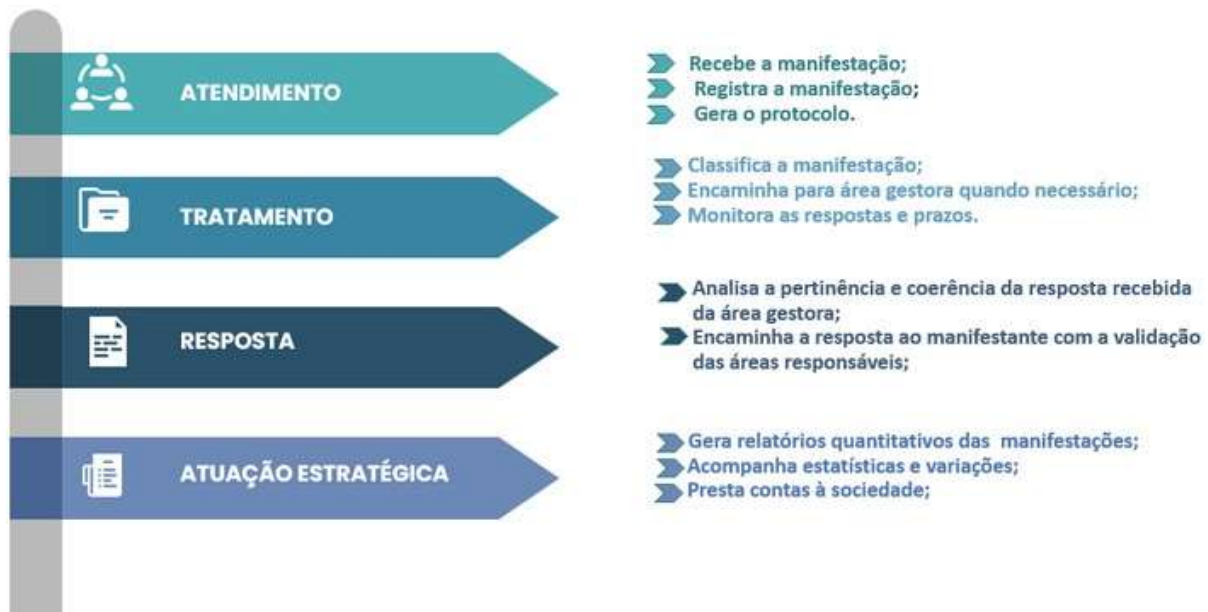 ATENDIMENTO
Recebe a manifestação;
Registra a manifestação;
Gera o protocolo.
TRATAMENTO
Classifica a manifestação;
Encaminha para área gestora quando necessário;
Monitora as respostas e prazos.
RESPOSTA
Analisa a pertinência e coerência da resposta recebida
da área gestora;
Encaminha a resposta ao manifestante com a validação
das áreas responsáveis;
ATUAÇÃO ESTRATÉGICA
Gera relatórios quantitativos das manifestações;
Acompanha estatísticas e variações;
Presta contas à sociedade;